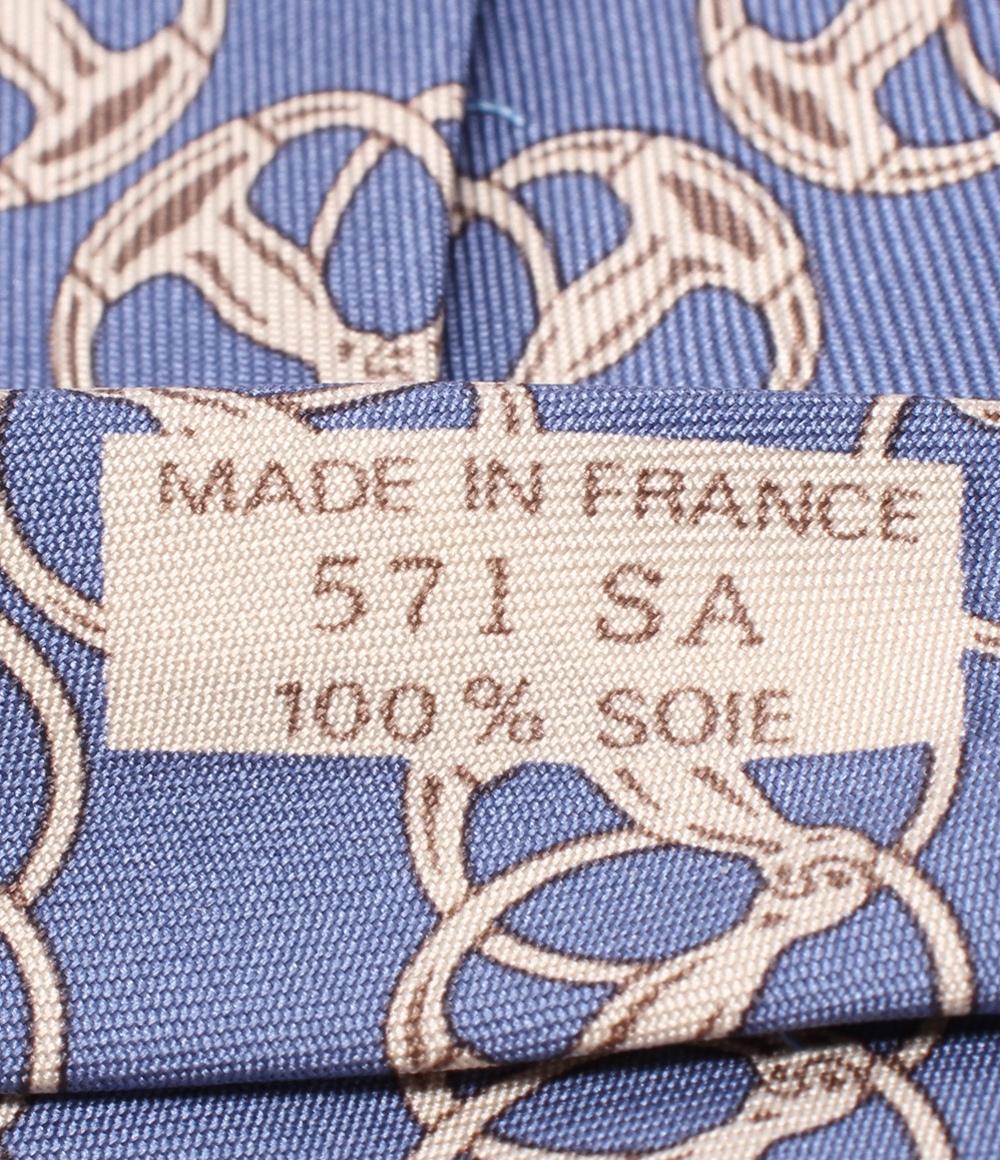 MADE IN FRANCE
571 SA
100% SOIE